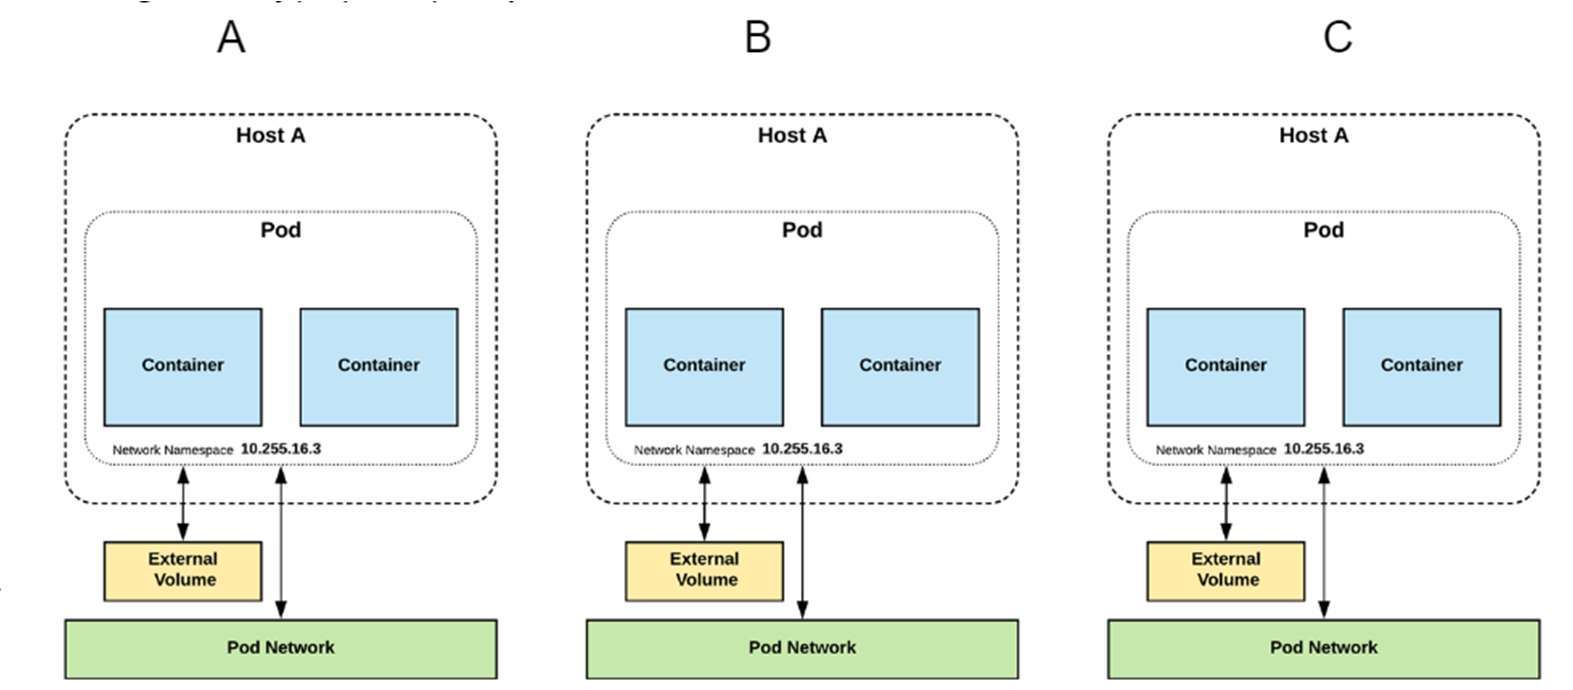 A B C
Host A Host A Host A
Pod Pod Pod
Container Container Container Container Container Container
Network Namespace 10.255.16.3 Network Namespace 10.255.16.3 Network Namespace 10.255.16.3
External External External
Volume Volume Volume
Pod Network Pod Network Pod Network